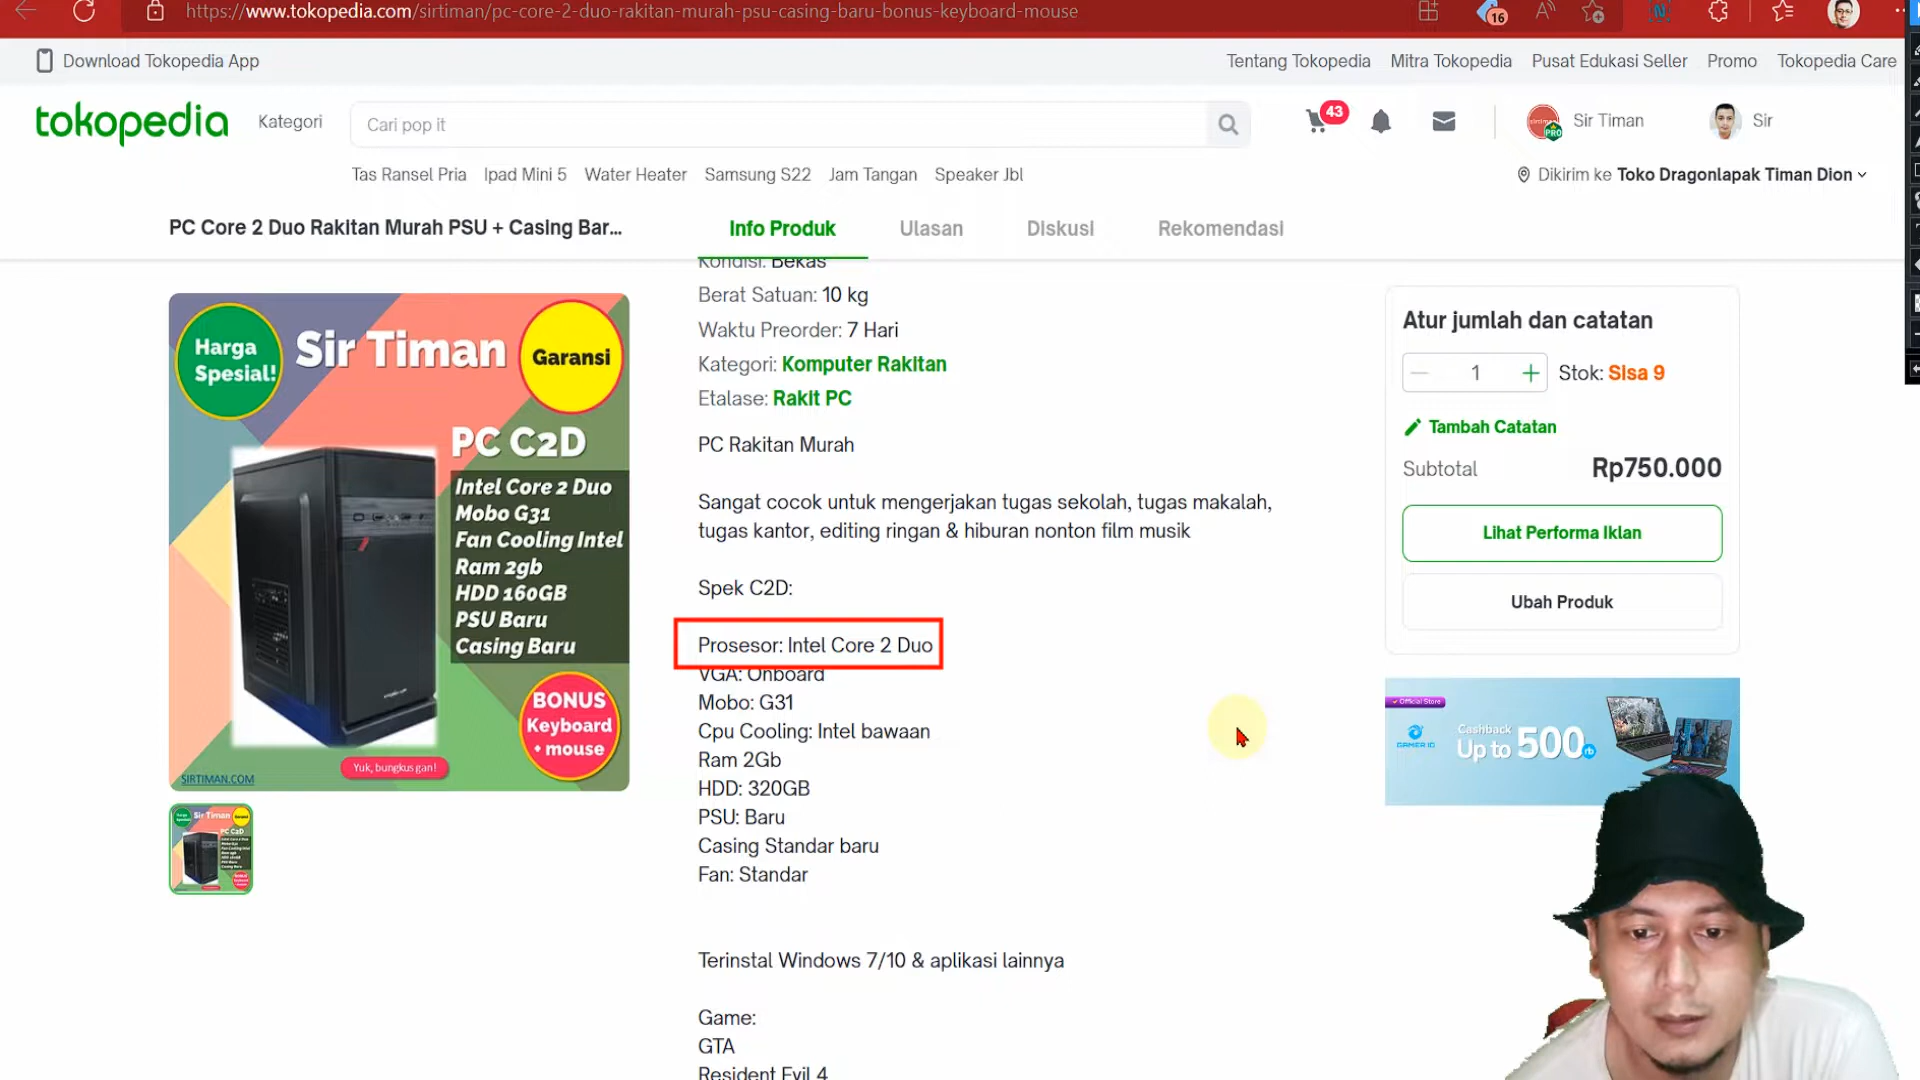 https://www.tokopedia.com/sirtiman/pc-core-2-duo-rakitan-murah-psu-casing-baru-bonus-keyboard-mouse
16
Download Tokopedia App
Tentang Tokopedia Mitra Tokopedia Pusat Edukasi Seller Promo Tokopedia Care
tokopedia
Kategori
Cari pop it
43
PRO
Sir Timan
Sir
Tas Ransel Pria Ipad Mini 5 Water Heater Samsung S22 Jam Tangan Speaker Jbl
Dikirim ke Toko Dragonlapak Timan Dion
PC Core 2 Duo Rakitan Murah PSU + Casing Bar...
Info Produk Ulasan Diskusi Rekomendasi
Harga Spesial!
Sir Timan
Garansi
PC C2D
Intel Core 2 Duo
Mobo G31
Fan Cooling Intel
Ram 2gb
HDD 160GB
PSU Baru
Casing Baru
BONUS
Keyboard
+ mouse
Yuk, bungkus gan!
SIRTIMAN.COM
Kondisi: Bekas
Berat Satuan: 10 kg
Waktu Preorder: 7 Hari
Kategori: Komputer Rakitan
Etalase: Rakit PC
PC Rakitan Murah
Sangat cocok untuk mengerjakan tugas sekolah, tugas makalah,
tugas kantor, editing ringan & hiburan nonton film musik
Spek C2D:
Prosesor: Intel Core 2 Duo
VGA: Onboard
Mobo: G31
Cpu Cooling: Intel bawaan
Ram 2Gb
HDD: 320GB
PSU: Baru
Casing Standar baru
Fan: Standar
Terinstal Windows 7/10 & aplikasi lainnya
Game:
GTA
Resident Evil 4
Atur jumlah dan catatan
1
Stok: Sisa 9
Tambah Catatan
Subtotal Rp750.000
Lihat Performa Iklan
Ubah Produk
Official Store
GAMER ID
Cashback
Up to 500rb